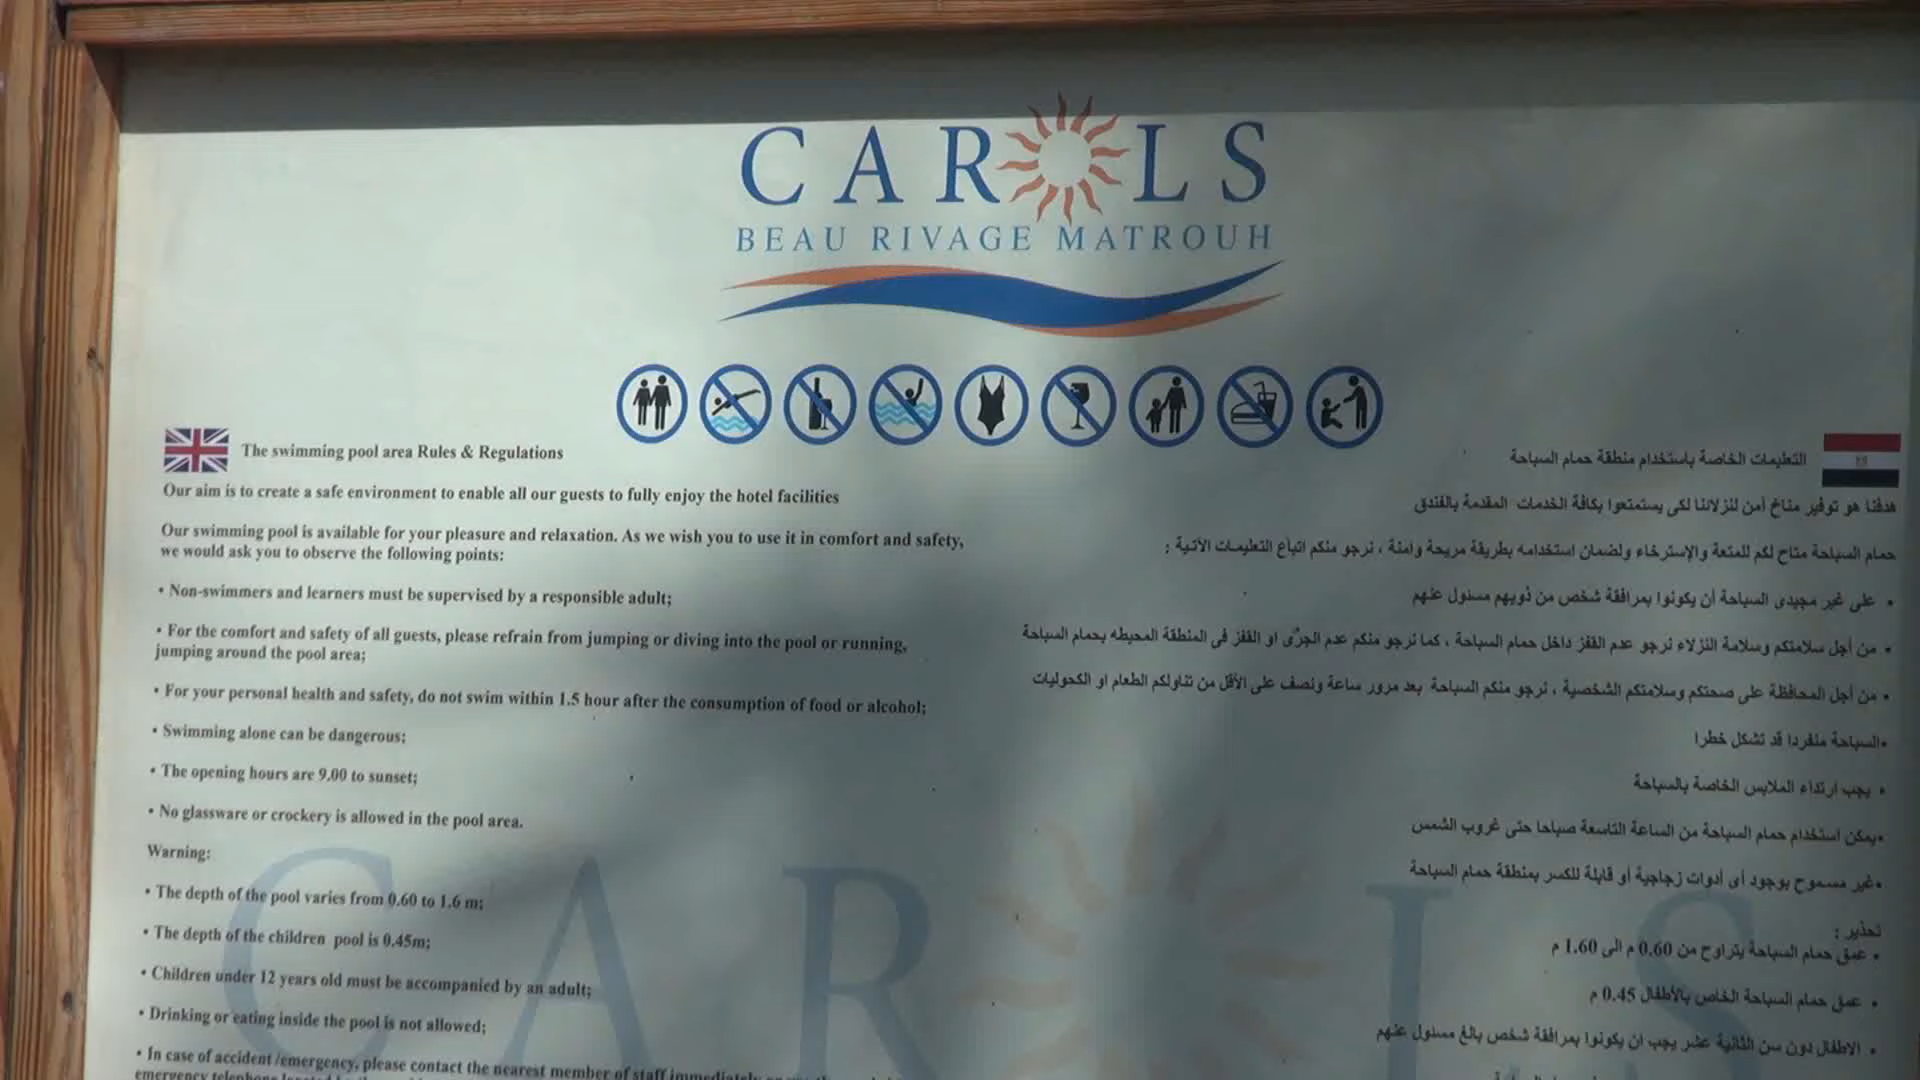 CAROLS
BEAU RIVAGE MATROUH
The swimming pool area Rules & Regulations
Our aim is to create a safe environment to enable all our guests to fully enjoy the hotel facilities
Our swimming pool is available for your pleasure and relaxation. As we wish you to use it in comfort and safety,
we would ask you to observe the following points:
• Non-swimmers and learners must be supervised by a responsible adult;
• For the comfort and safety of all guests, please refrain from jumping or diving into the pool or running,
jumping around the pool area;
• For your personal health and safety, do not swim within 1.5 hour after the consumption of food or alcohol;
• Swimming alone can be dangerous;
• The opening hours are 9.00 to sunset;
• No glassware or crockery is allowed in the pool area.
Warning:
• The depth of the pool varies from 0.60 to 1.6 m;
• The depth of the children pool is 0.45m;
• Children under 12 years old must be accompanied by an adult;
• Drinking or eating inside the pool is not allowed;
• In case of accident /emergency, please contact the nearest member of staff immediately
emergency telephone
التعليمات الخاصة باستخدام منطقة حمام السباحة
هدفنا هو توفير مناخ أمن لنزلاننا لكى يستمتعوا بكافة الخدمات المقدمة بالفندق
حمام السباحة متاح لكم للمتعة والإسترخاء ولضمان استخدامه بطريقة مريحة وامنة ، نرجو منكم اتباع التعليمات الأتية :
• على غير مجيدى السباحة أن يكونوا بمرافقة شخص من ذويهم مسئول عنهم
• من أجل سلامتكم وسلامة النزلاء نرجو عدم القفز داخل حمام السباحة ، كما نرجو منكم عدم الجرى او القفز فى المنطقة المحيطه بحمام السباحة
• من أجل المحافظة على صحتكم وسلامتكم الشخصية ، نرجو منكم السباحة بعد مرور ساعة ونصف على الأقل من تناولكم الطعام او الكحوليات
•السباحة منفردا قد تشكل خطرا
• يجب ارتداء الملابس الخاصة بالسباحة
•يمكن استخدام حمام السباحة من الساعة التاسعة صباحا حتى غروب الشمس
•غير مسموح بوجود أى أدوات زجاجية أو قابلة للكسر بمنطقة حمام السباحة
تحذير :
• عمق حمام السباحة يتراوح من 0.60 م الى 1.60 م
• عمق حمام السباحة الخاص بالأطفال 0.45 م
• الاطفال دون سن الثانية عشر يجب ان يكونوا بمرافقة شخص بالغ مسئول عنهم
CAROLS